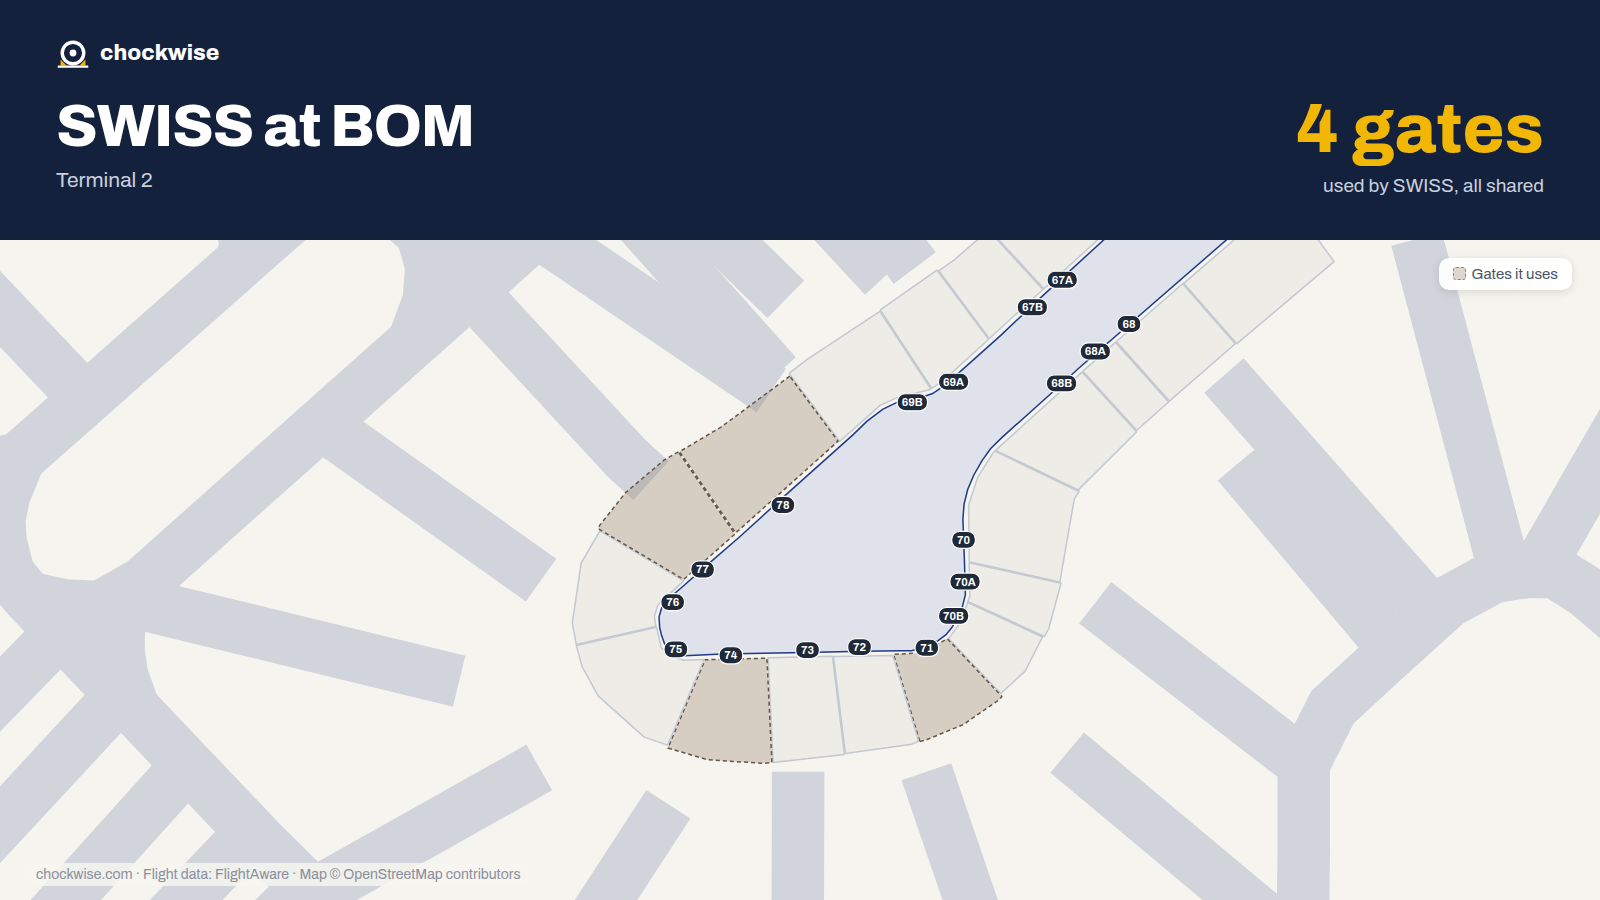 chockwise
SWISS at BOM
Terminal 2
4 gates
used by SWISS, all shared
Gates it uses
67A
67B
68
68A
69A
68B
69B
78
70
77
70A
76
70B
75
74
73
72
71
chockwise.com · Flight data: FlightAware · Map © OpenStreetMap contributors